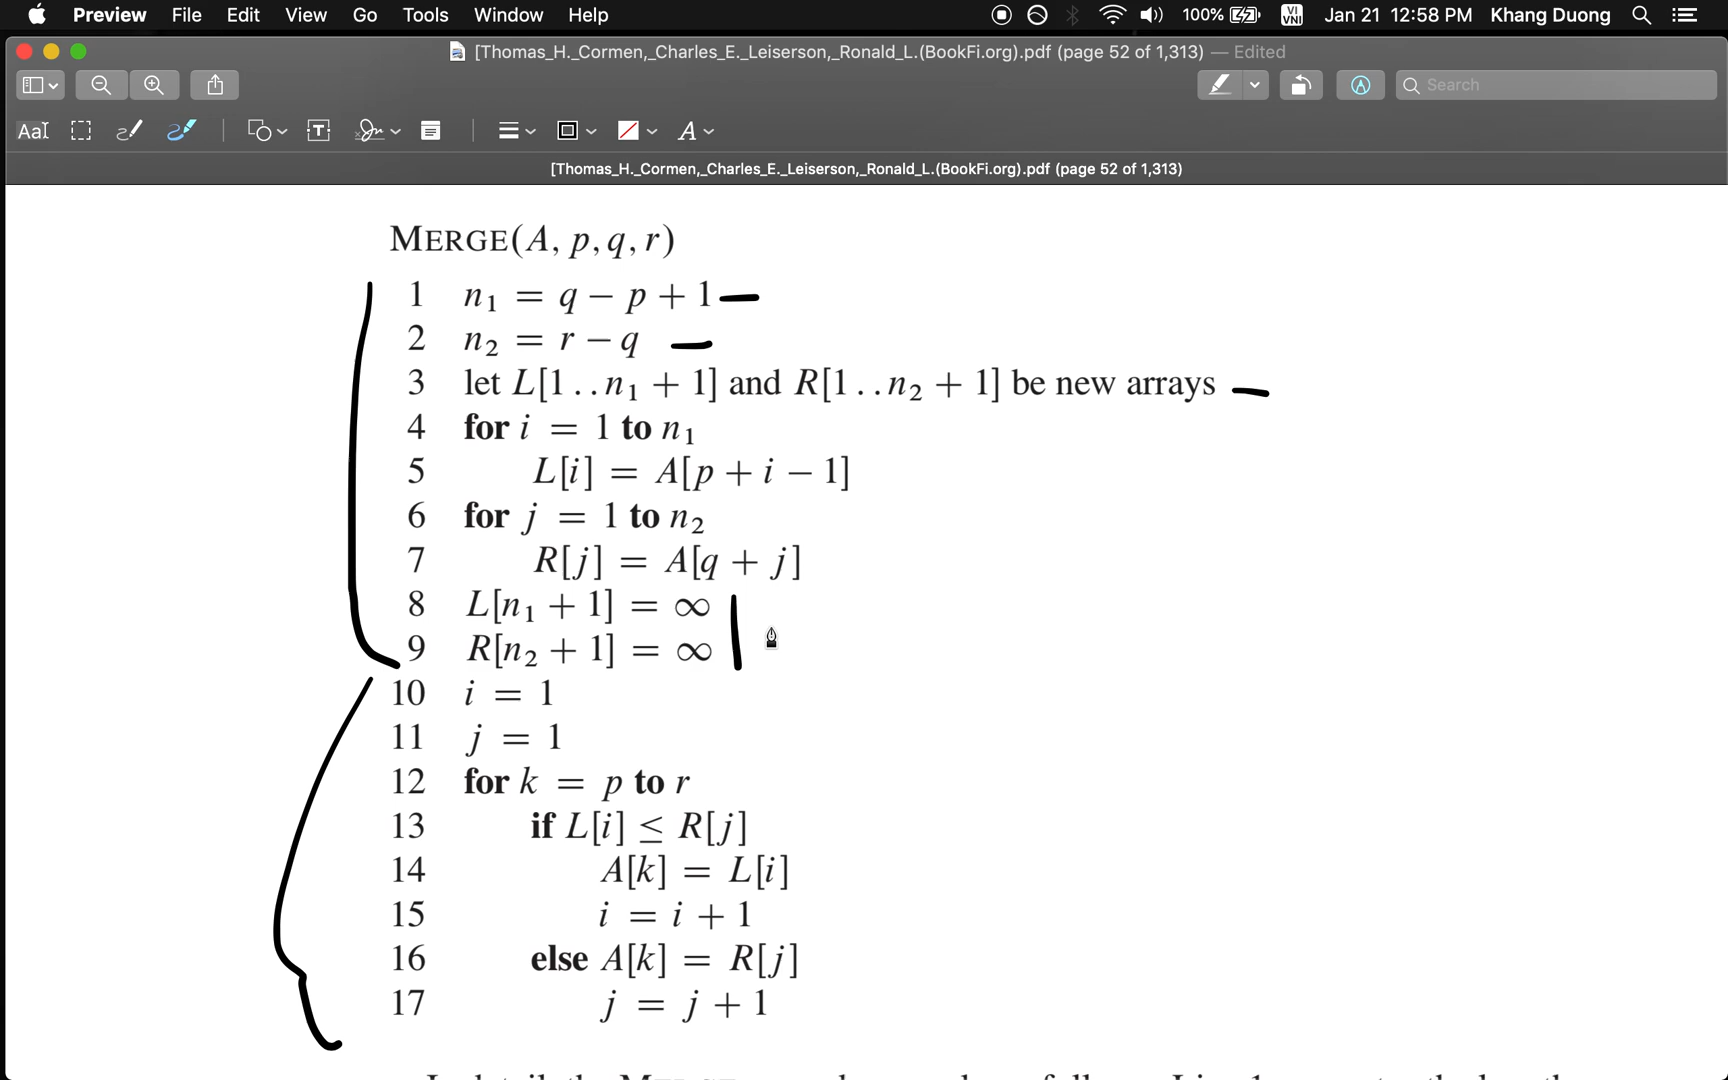 Preview File Edit View Go Tools Window Help 100% VI VNI Jan 21 12:58 PM Khang Duong
[Thomas_H._Cormen,_Charles_E._Leiserson,_Ronald_L.(BookFi.org).pdf (page 52 of 1,313) — Edited
Search
[Thomas_H._Cormen,_Charles_E._Leiserson,_Ronald_L.(BookFi.org).pdf (page 52 of 1,313)
MERGE(A, p, q, r)
1 n₁ = q − p + 1
2 n₂ = r − q
3 let L[1 .. n₁ + 1] and R[1 .. n₂ + 1] be new arrays
4 for i = 1 to n₁
5 L[i] = A[p + i − 1]
6 for j = 1 to n₂
7 R[j] = A[q + j]
8 L[n₁ + 1] = ∞
9 R[n₂ + 1] = ∞
10 i = 1
11 j = 1
12 for k = p to r
13 if L[i] ≤ R[j]
14 A[k] = L[i]
15 i = i + 1
16 else A[k] = R[j]
17 j = j + 1